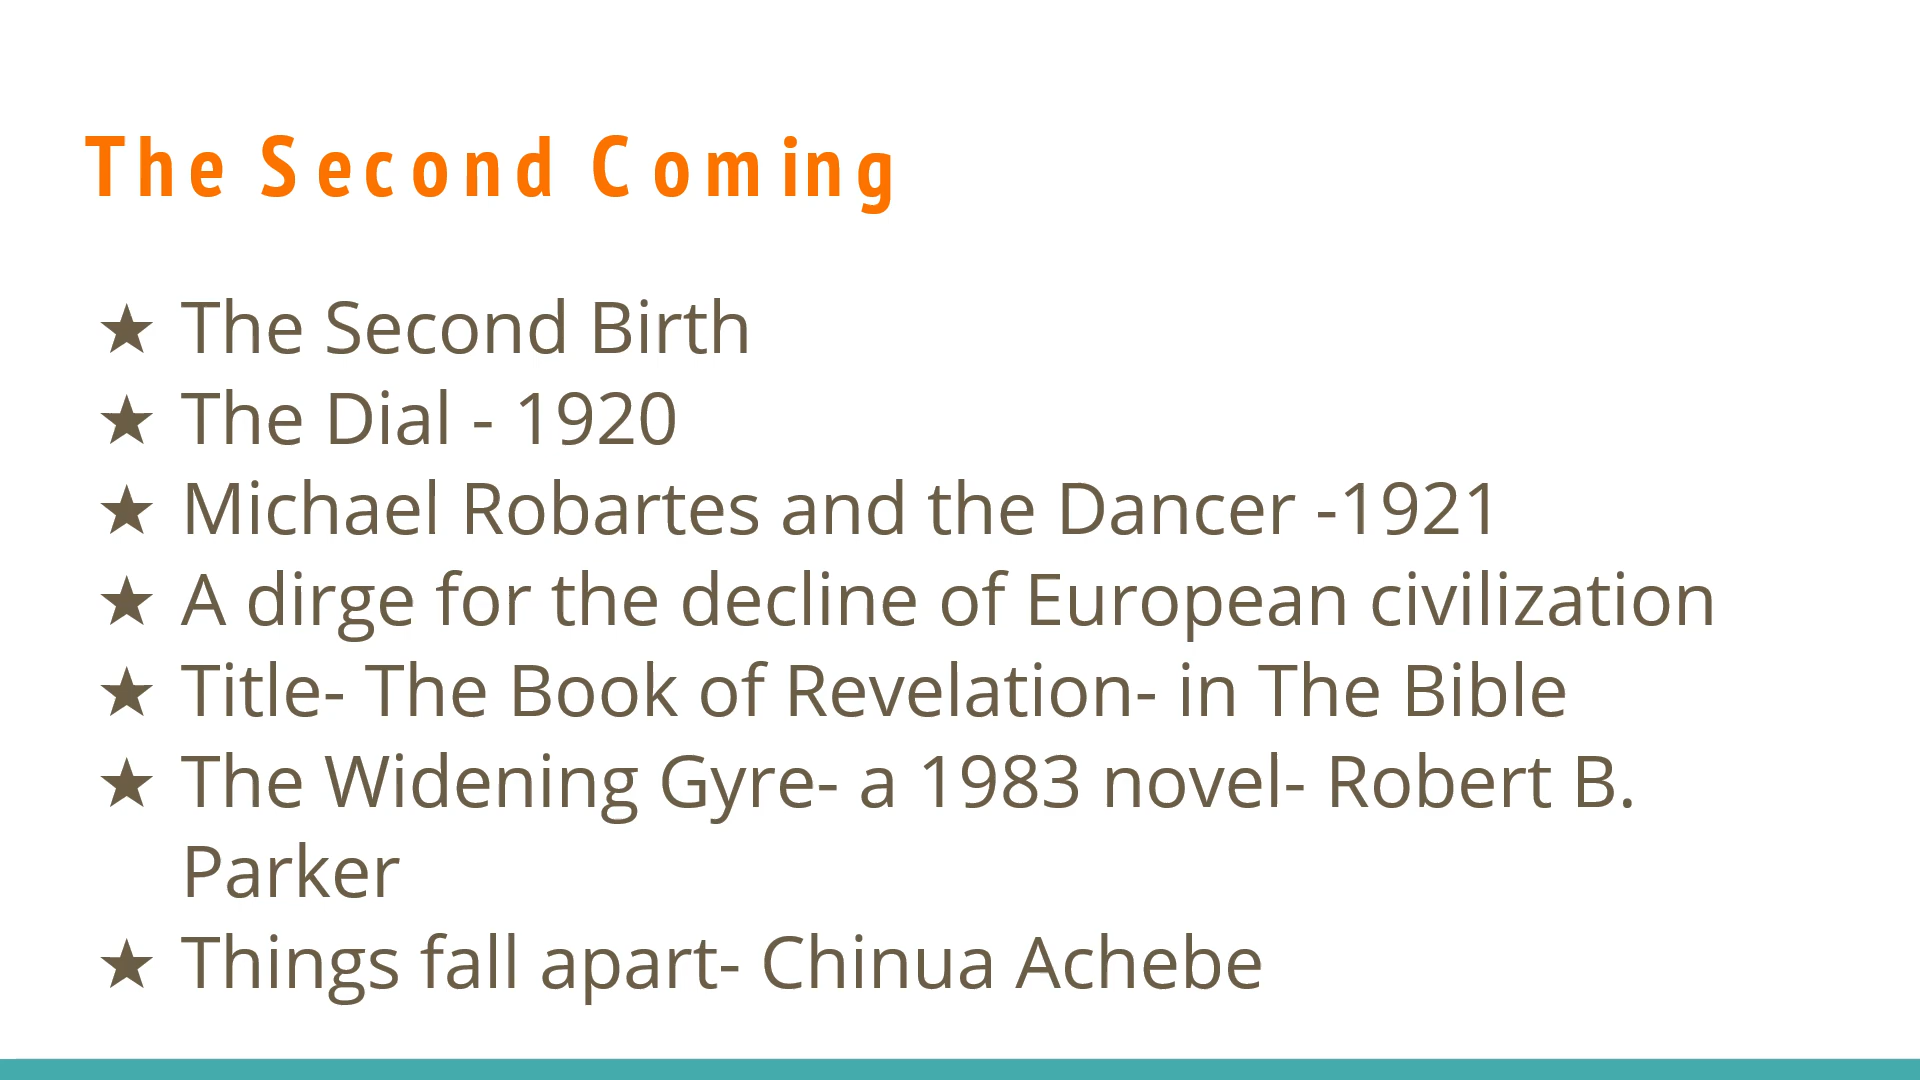 The Second Coming
★ The Second Birth
★ The Dial - 1920
★ Michael Robartes and the Dancer -1921
★ A dirge for the decline of European civilization
★ Title- The Book of Revelation- in The Bible
★ The Widening Gyre- a 1983 novel- Robert B.
Parker
★ Things fall apart- Chinua Achebe